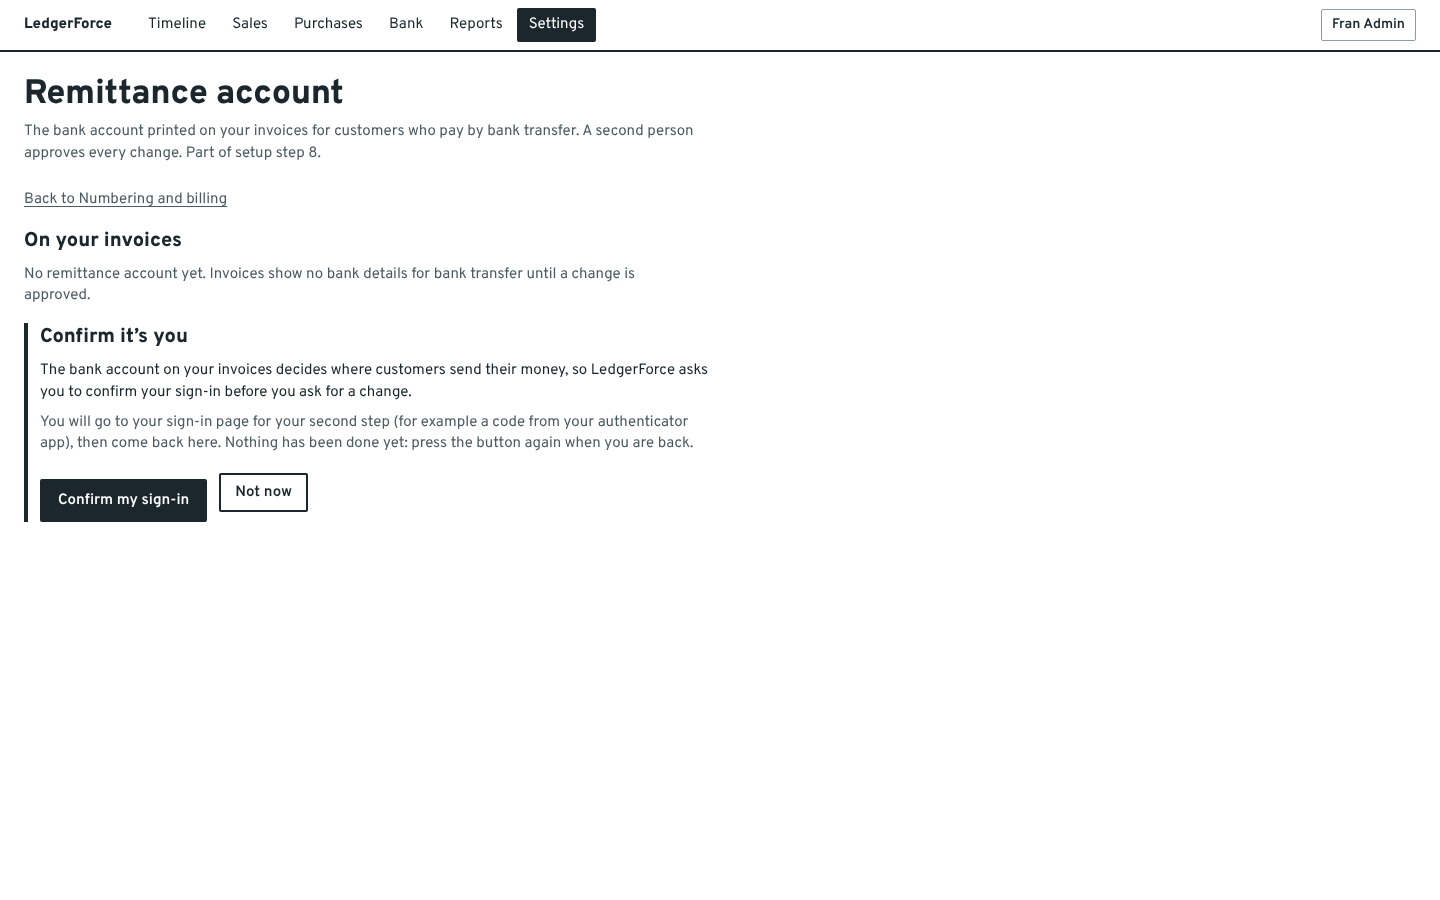 LedgerForce Timeline Sales Purchases Bank Reports Settings Fran Admin
Remittance account
The bank account printed on your invoices for customers who pay by bank transfer. A second person
approves every change. Part of setup step 8.
Back to Numbering and billing
On your invoices
No remittance account yet. Invoices show no bank details for bank transfer until a change is
approved.
Confirm it’s you
The bank account on your invoices decides where customers send their money, so LedgerForce asks
you to confirm your sign-in before you ask for a change.
You will go to your sign-in page for your second step (for example a code from your authenticator
app), then come back here. Nothing has been done yet: press the button again when you are back.
Confirm my sign-in Not now